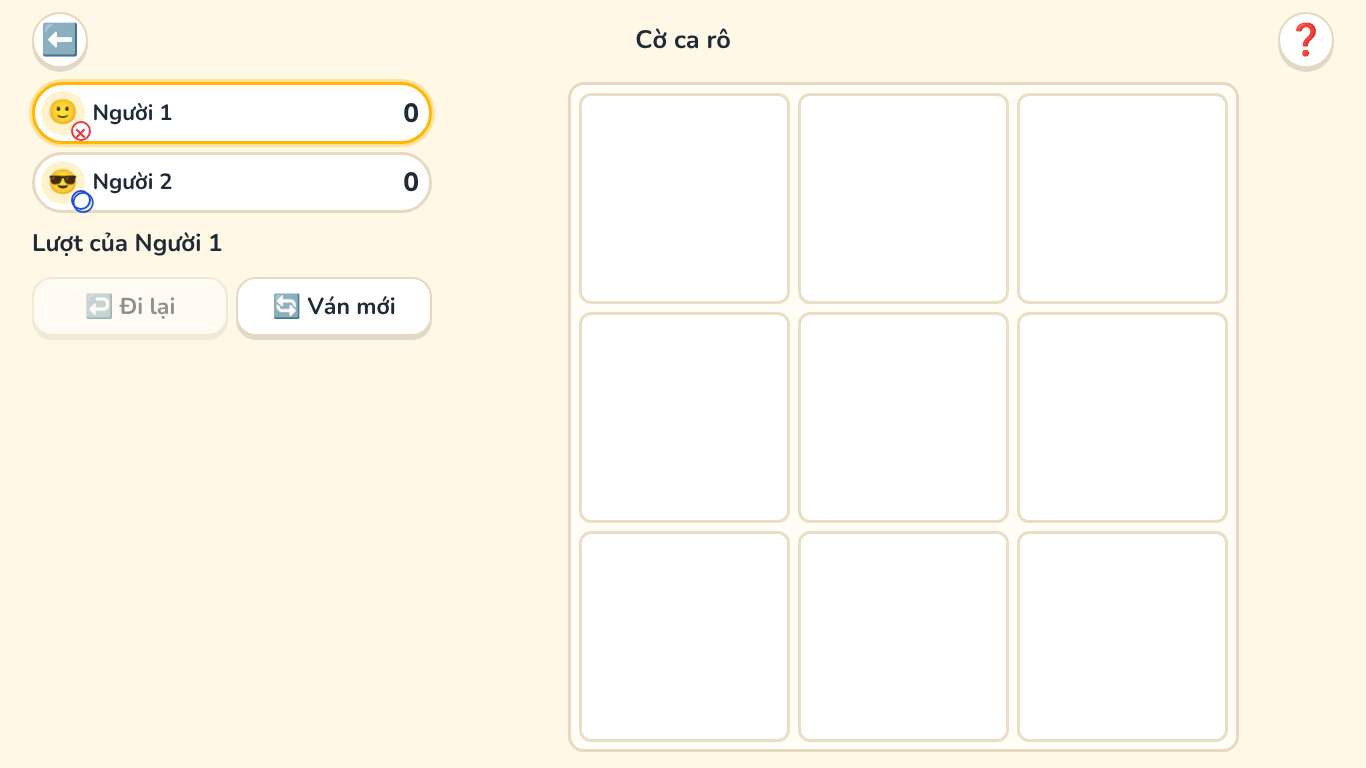 Cờ ca rô
Người 1
0
Người 2
0
Lượt của Người 1
Đi lại
Ván mới